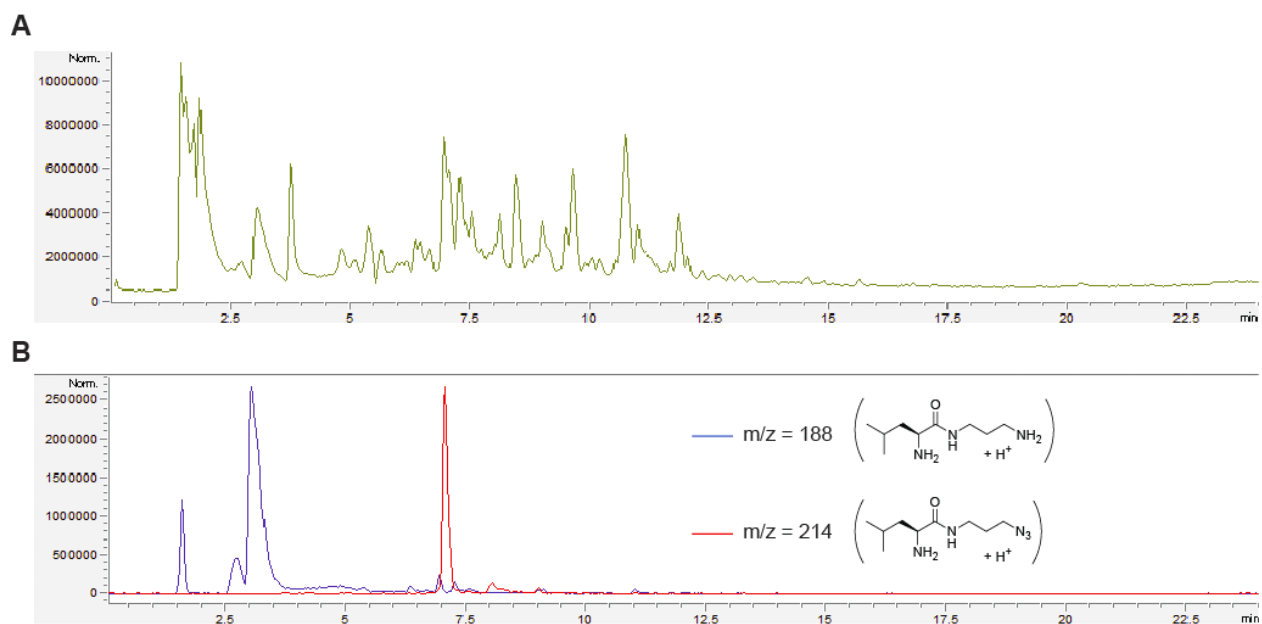 A
Norm.
10000000
8000000
6000000
4000000
2000000
0
2.5 5 7.5 10 12.5 15 17.5 20 22.5
B
Norm.
2500000
2000000
1500000
1000000
500000
0
2.5 5 7.5 10 12.5 15 17.5 20 22.5 min
m/z = 188
O
N
H
NH2
NH2
+ H+
m/z = 214
O
N
H
N3
NH2
+ H+